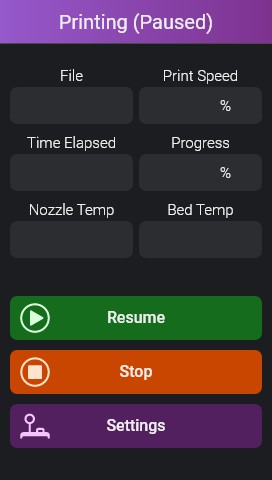 Printing (Paused)
File Print Speed
%
Time Elapsed Progress
%
Nozzle Temp Bed Temp
Resume
Stop
Settings